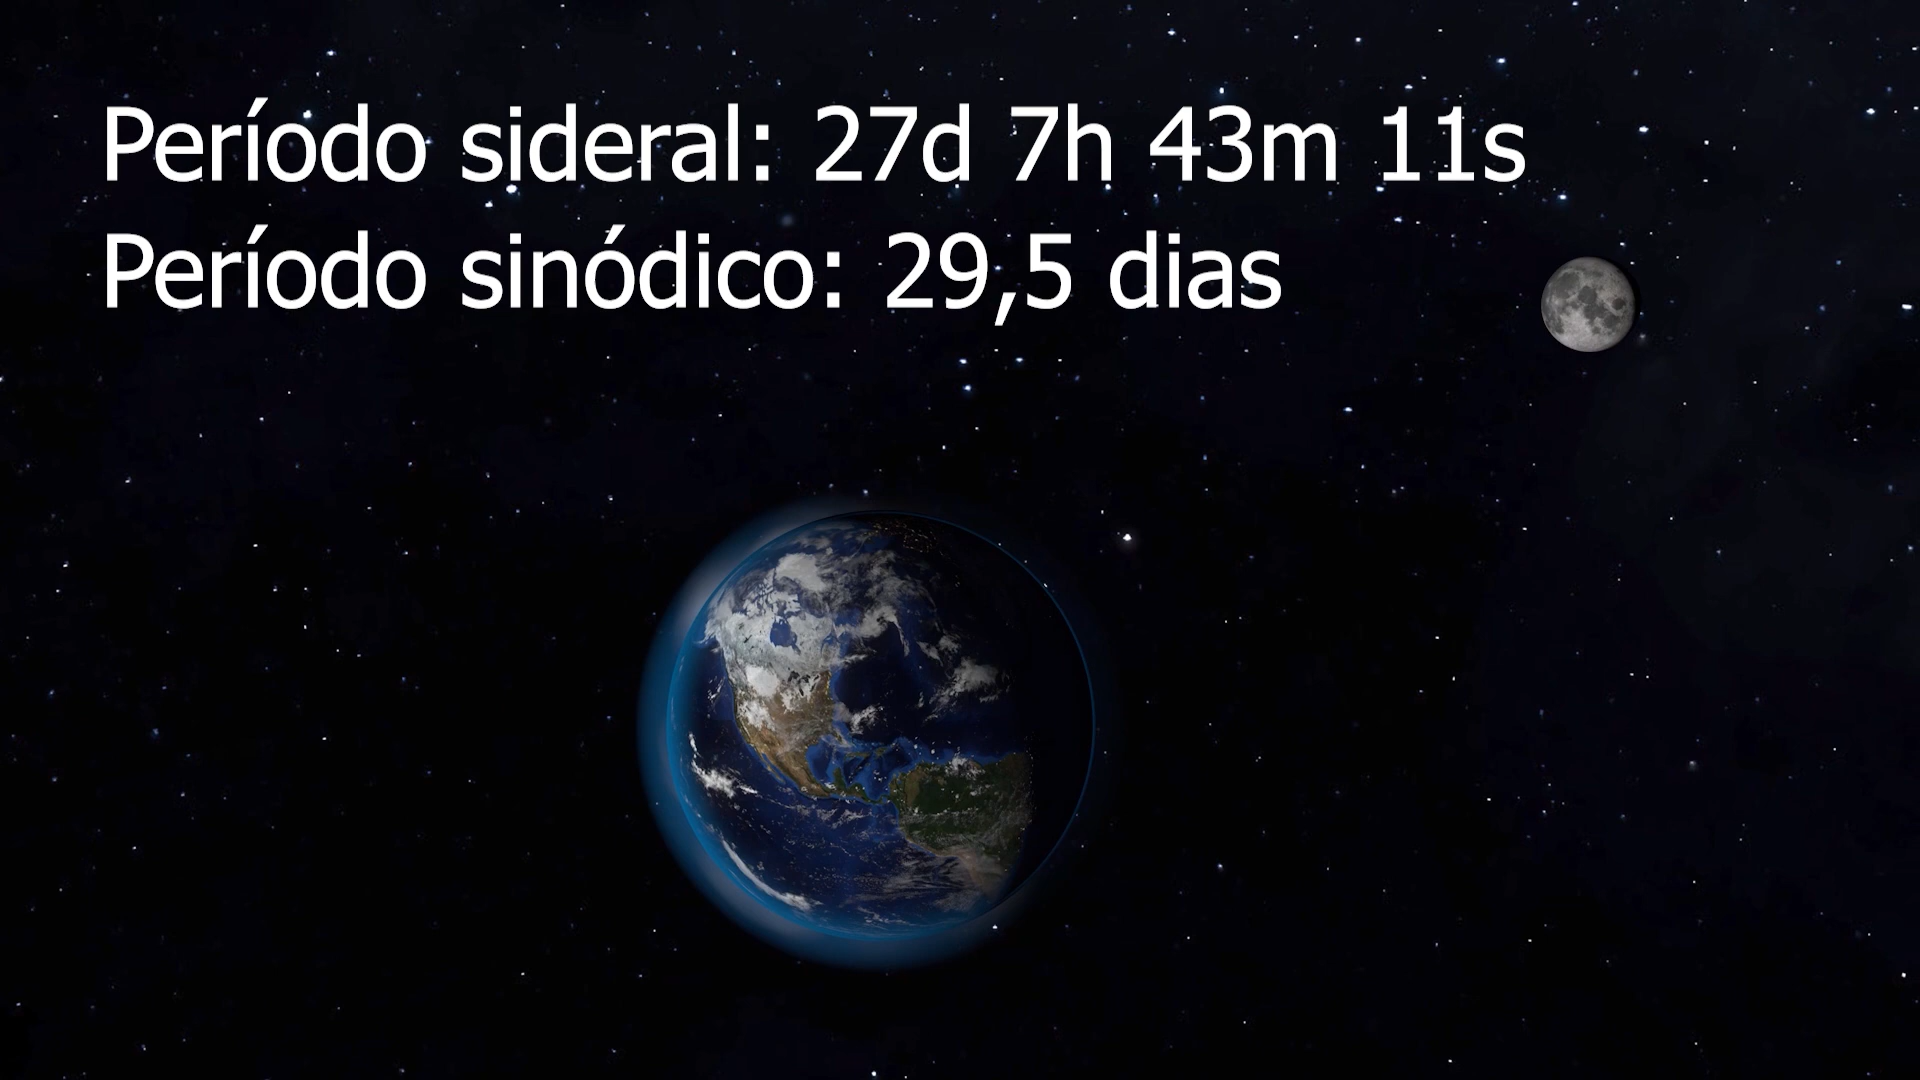 Período sideral: 27d 7h 43m 11s
Período sinódico: 29,5 dias